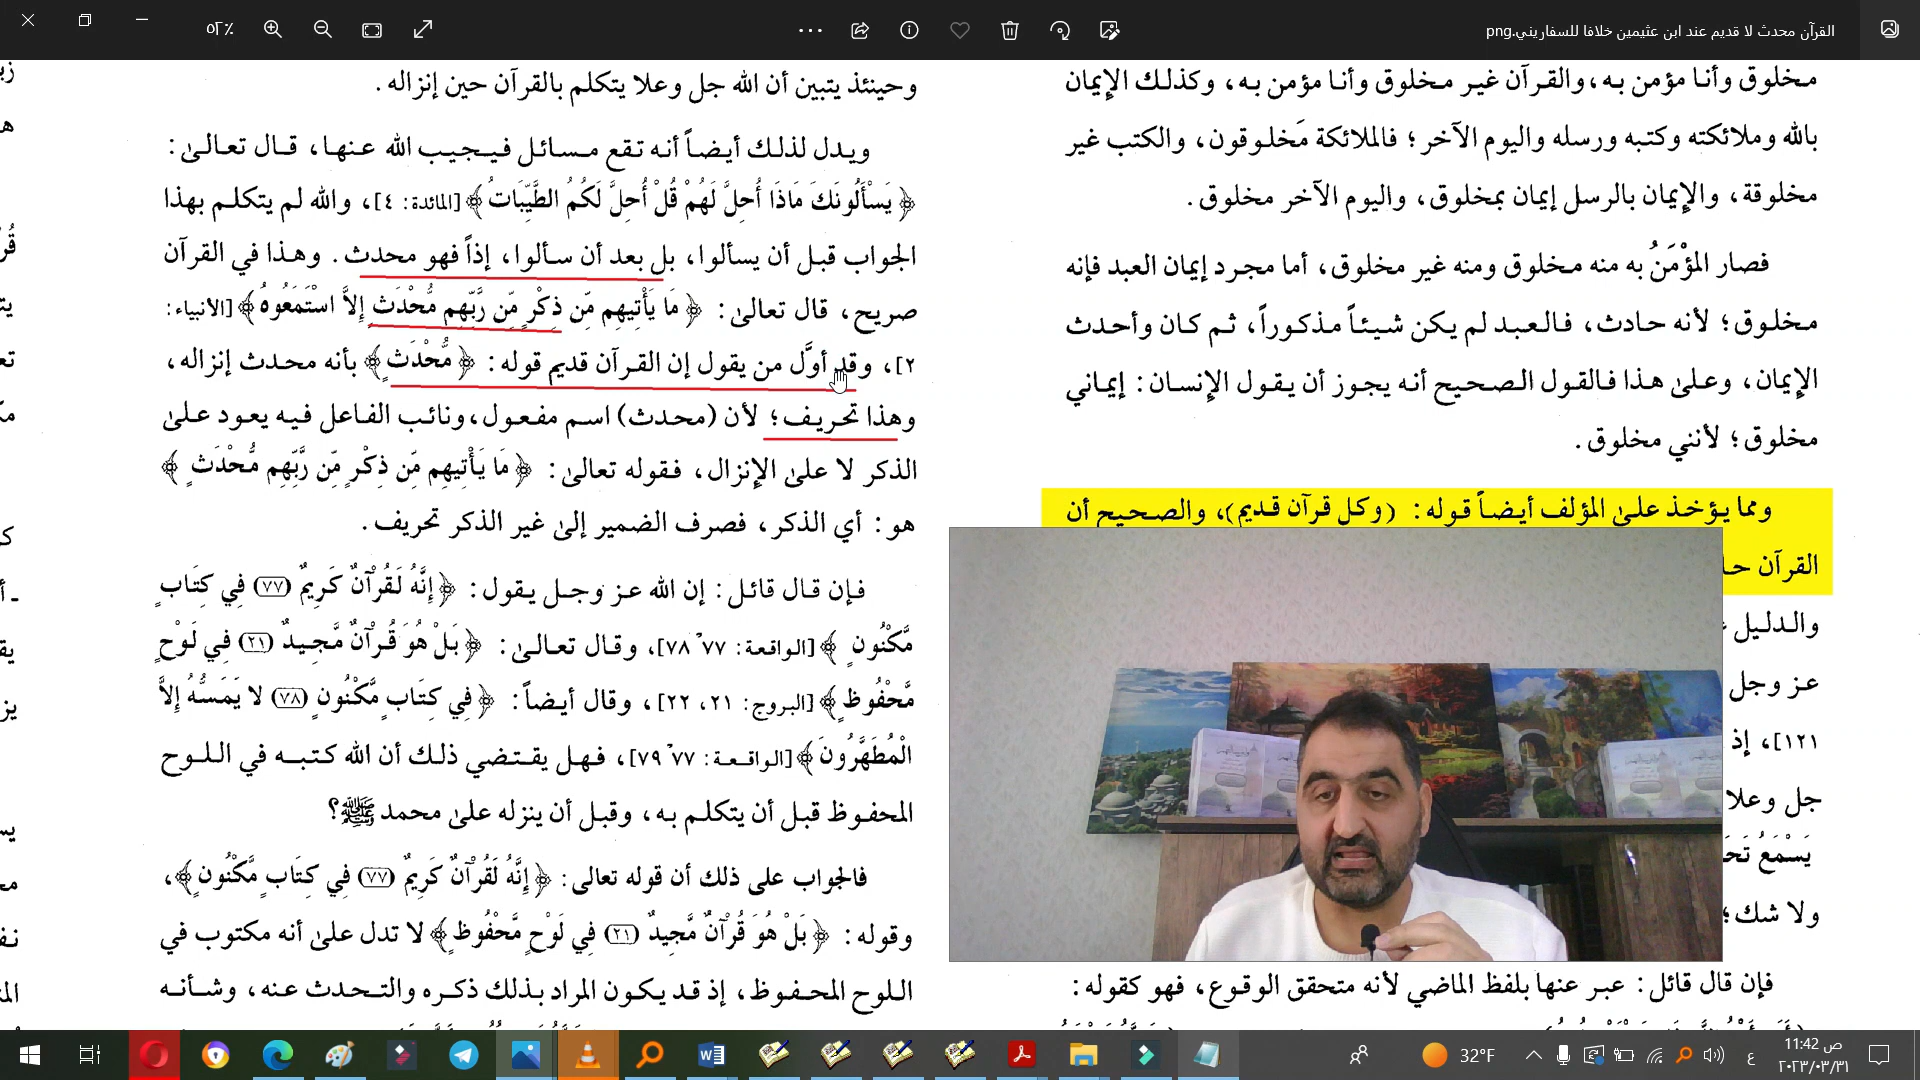 القرآن محدث لا قديم عند ابن عثيمين خلافا للسفاريني.png
٥٢٪
مخلوق وأنا مؤمن به، والقرآن غير مخلوق وأنا مؤمن به، وكذلك الإيمان
بالله وملائكته وكتبه ورسله واليوم الآخر؛ فالملائكة مَخلوقون، والكتب غير
مخلوقة، والإيمان بالرسل إيمان بمخلوق، واليوم الآخر مخلوق.
فصار المؤْمَنُ به منه مخلوق ومنه غير مخلوق، أما مجرد إيمان العبد فإنه
مخلوق؛ لأنه حادث، فالعبد لم يكن شيئاً مذكوراً، ثم كان وأحدث
الإيمان، وعلى هذا فالقول الصحيح أنه يجوز أن يقول الإنسان: إيماني
مخلوق؛ لأنني مخلوق.
ومما يؤخذ على المؤلف أيضاً قوله: (وكل قرآن قديم)، والصحيح أن
القرآن
والدليل
عز وجل
١٢١]، إذ
جل وعلا
يَسْمَعُ
ولا شك؛
فإن قال قائل: عبر عنها بلفظ الماضي لأنه متحقق الوقوع، فهو كقوله:
وحينئذ يتبين أن الله جل وعلا يتكلم بالقرآن حين إنزاله.
ويدل لذلك أيضاً أنه تقع مسائل فيجيب الله عنها، قال تعالى:
﴿يَسْأَلُونَكَ مَاذَا أُحِلَّ لَهُمْ قُلْ أُحِلَّ لَكُمُ الطَّيِّبَاتُ﴾ [المائدة: ٤]، والله لم يتكلم بهذا
الجواب قبل أن يسألوا، بل بعد أن سألوا، إذاً فهو محدث. وهذا في القرآن
صريح، قال تعالى: ﴿مَا يَأْتِيهِم مِّن ذِكْرٍ مِّن رَّبِّهِم مُّحْدَثٍ إِلاَّ اسْتَمَعُوهُ﴾ [الأنبياء:
٢]، وقد أوَّل من يقول إن القرآن قديم قوله: ﴿مُّحْدَثٍ﴾ بأنه محدث إنزاله،
وهذا تحريف؛ لأن (محدث) اسم مفعول، ونائب الفاعل فيه يعود على
الذكر لا على الإنزال، فقوله تعالى: ﴿مَا يَأْتِيهِم مِّن ذِكْرٍ مِّن رَّبِّهِم مُّحْدَثٍ﴾
هو: أي الذكر، فصرف الضمير إلى غير الذكر تحريف.
فإن قال قائل: إن الله عز وجل يقول: ﴿إِنَّهُ لَقُرْآنٌ كَرِيمٌ (٧٧) فِي كِتَابٍ
مَّكْنُونٍ﴾ [الواقعة: ٧٧ ٧٨]، وقال تعالى: ﴿بَلْ هُوَ قُرْآنٌ مَّجِيدٌ (٢١) فِي لَوْحٍ
مَّحْفُوظٍ﴾ [البروج: ٢١، ٢٢]، وقال أيضاً: ﴿فِي كِتَابٍ مَّكْنُونٍ (٧٨) لا يَمَسُّهُ إِلاَّ
الْمُطَهَّرُونَ﴾ [الواقعة: ٧٧ ٧٩]، فهل يقتضي ذلك أن الله كتبه في اللوح
المحفوظ قبل أن يتكلم به، وقبل أن ينزله على محمد ﷺ؟
فالجواب على ذلك أن قوله تعالى: ﴿إِنَّهُ لَقُرْآنٌ كَرِيمٌ (٧٧) فِي كِتَابٍ مَّكْنُونٍ﴾،
وقوله: ﴿بَلْ هُوَ قُرْآنٌ مَّجِيدٌ (٢١) فِي لَوْحٍ مَّحْفُوظٍ﴾ لا تدل على أنه مكتوب في
اللوح المحفوظ، إذ قد يكون المراد بذلك ذكره والتحدث عنه، وشأنه
32°F
ع
11:42 ص
٢٠٢٣/٠٣/٣١